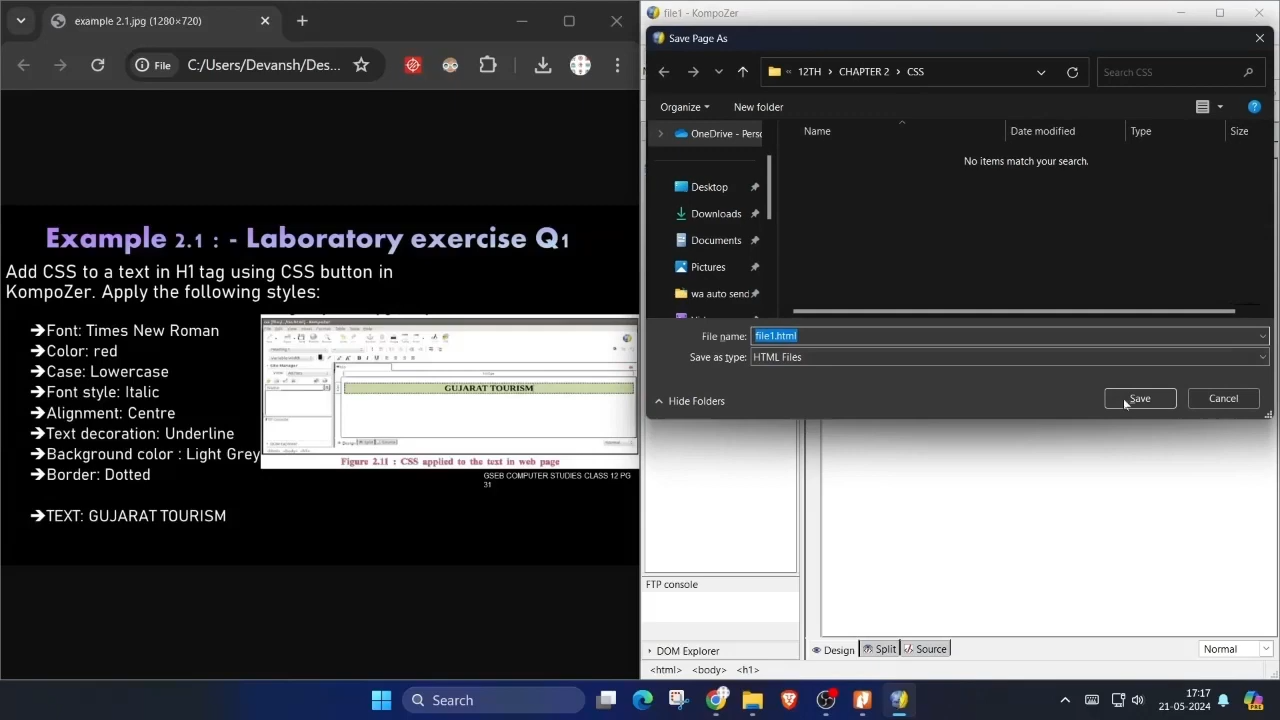 example 2.1.jpg (1280×720)
File
C:/Users/Devansh/Des...
Example 2.1 : - Laboratory exercise Q1
Add CSS to a text in H1 tag using CSS button in
KompoZer. Apply the following styles:
Font: Times New Roman
➔Color: red
➔Case: Lowercase
➔Font style: Italic
➔Alignment: Centre
➔Text decoration: Underline
➔Background color : Light Grey
➔Border: Dotted
➔TEXT: GUJARAT TOURISM
GUJARAT TOURISM
Figure 2.11 : CSS applied to the text in web page
GSEB COMPUTER STUDIES CLASS 12 PG
31
file1 - KompoZer
Save Page As
« 12TH › CHAPTER 2 › CSS
Search CSS
Organize
New folder
OneDrive - Perso
Name
Date modified
Type
Size
No items match your search.
Desktop
Downloads
Documents
Pictures
wa auto send
File name:
file1.html
Save as type:
HTML Files
Hide Folders
Save
Cancel
FTP console
DOM Explorer
Design
Split
Source
Normal
<html> <body> <h1>
Search
17:17
21-05-2024